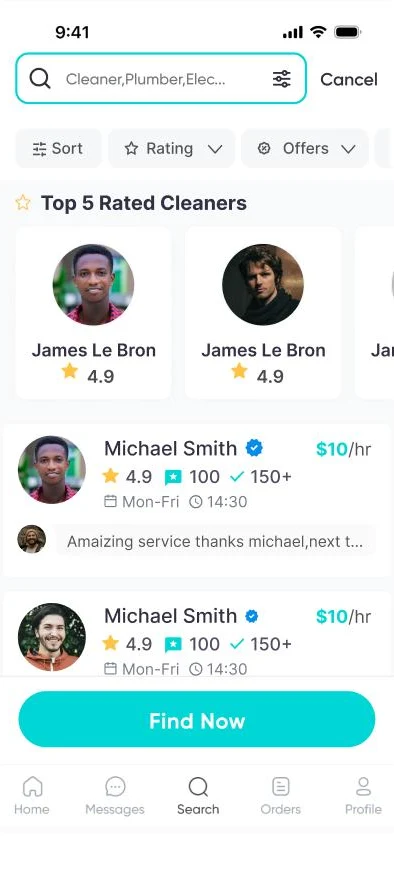 9:41
Cleaner,Plumber,Elec... Cancel
Sort Rating Offers
Top 5 Rated Cleaners
James Le Bron James Le Bron Jar
4.9 4.9
Michael Smith $10/hr
4.9 100 150+
Mon-Fri 14:30
Amaizing service thanks michael,next t...
Michael Smith $10/hr
4.9 100 150+
Mon-Fri 14:30
Find Now
Home Messages Search Orders Profile